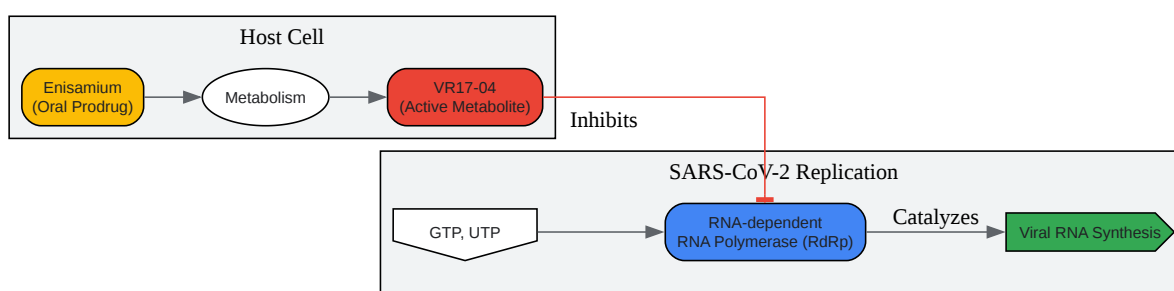 Host Cell
Enisamium
(Oral Prodrug)
Metabolism
VR17-04
(Active Metabolite)
Inhibits
SARS-CoV-2 Replication
GTP, UTP
RNA-dependent
RNA Polymerase (RdRp)
Catalyzes
Viral RNA Synthesis